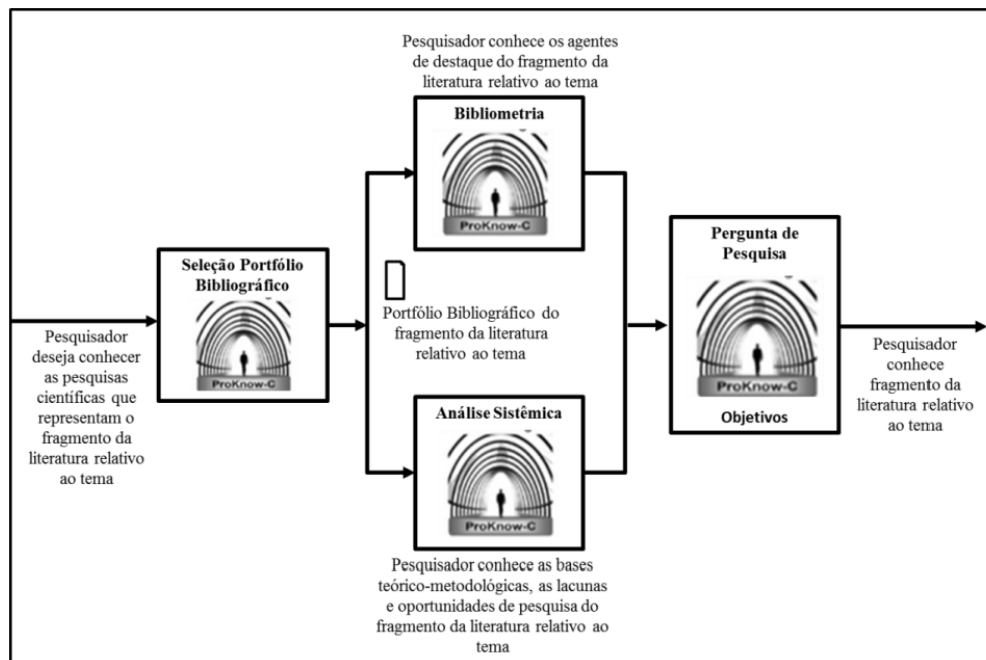 Pesquisador conhece os agentes
de destaque do fragmento da
literatura relativo ao tema
Bibliometria
ProKnow-C
Seleção Portfólio
Bibliográfico
ProKnow-C
Pesquisador
deseja conhecer
as pesquisas
científicas que
representam o
fragmento da
literatura relativo
ao tema
Portfólio Bibliográfico do
fragmento da literatura
relativo ao tema
Análise Sistêmica
ProKnow-C
Pesquisador conhece as bases
teórico-metodológicas, as lacunas
e oportunidades de pesquisa do
fragmento da literatura relativo ao
tema
Pergunta de
Pesquisa
ProKnow-C
Objetivos
Pesquisador
conhece
fragmento da
literatura relativo
ao tema